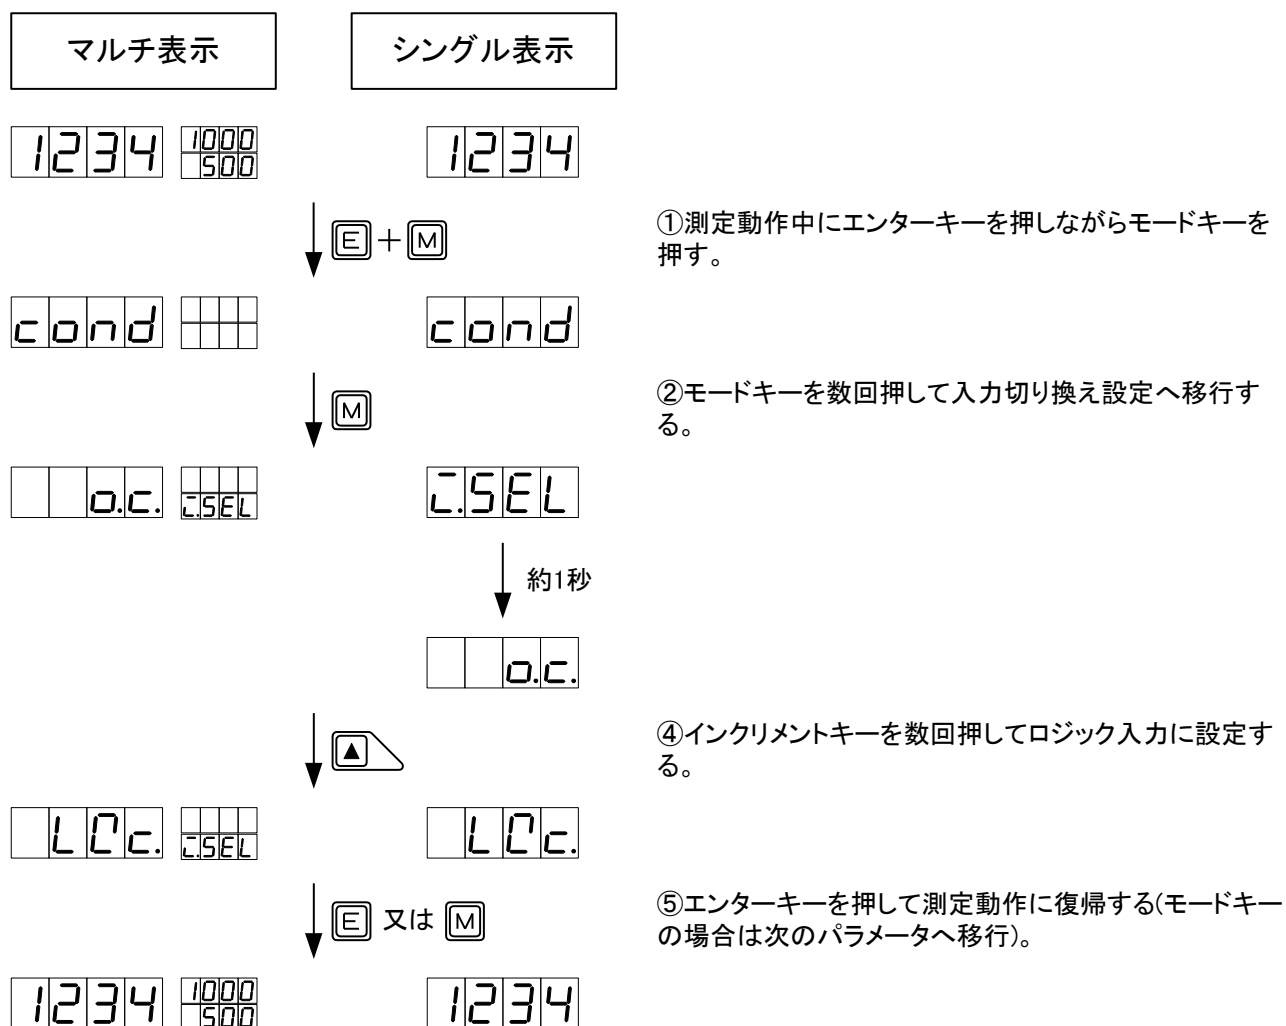 マルチ表示 シングル表示
1234 1000 1234
500
E+M
①測定動作中にエンターキーを押しながらモードキーを
押す。
cond cond
M
②モードキーを数回押して入力切り換え設定へ移行す
る。
o.c. i.SEL i.SEL
約1秒
o.c.
▲
④インクリメントキーを数回押してロジック入力に設定す
る。
LGc. i.SEL LGc.
E 又は M
⑤エンターキーを押して測定動作に復帰する(モードキー
の場合は次のパラメータへ移行)。
1234 1000 1234
500